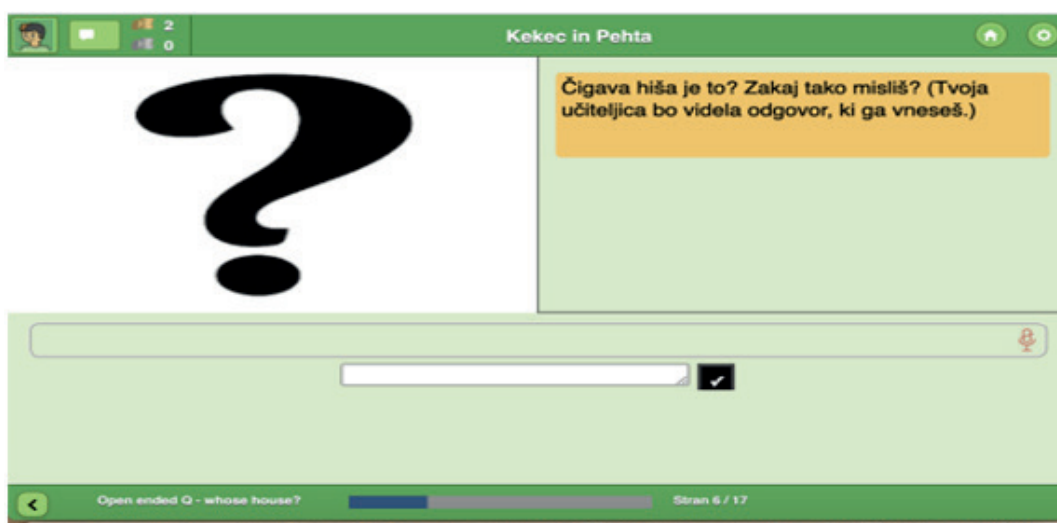 2
0
Kekec in Pehta
?
Čigava hiša je to? Zakaj tako misliš? (Tvoja
učiteljica bo videla odgovor, ki ga vneseš.)
Open ended Q - whose house?
Stran 6 / 17